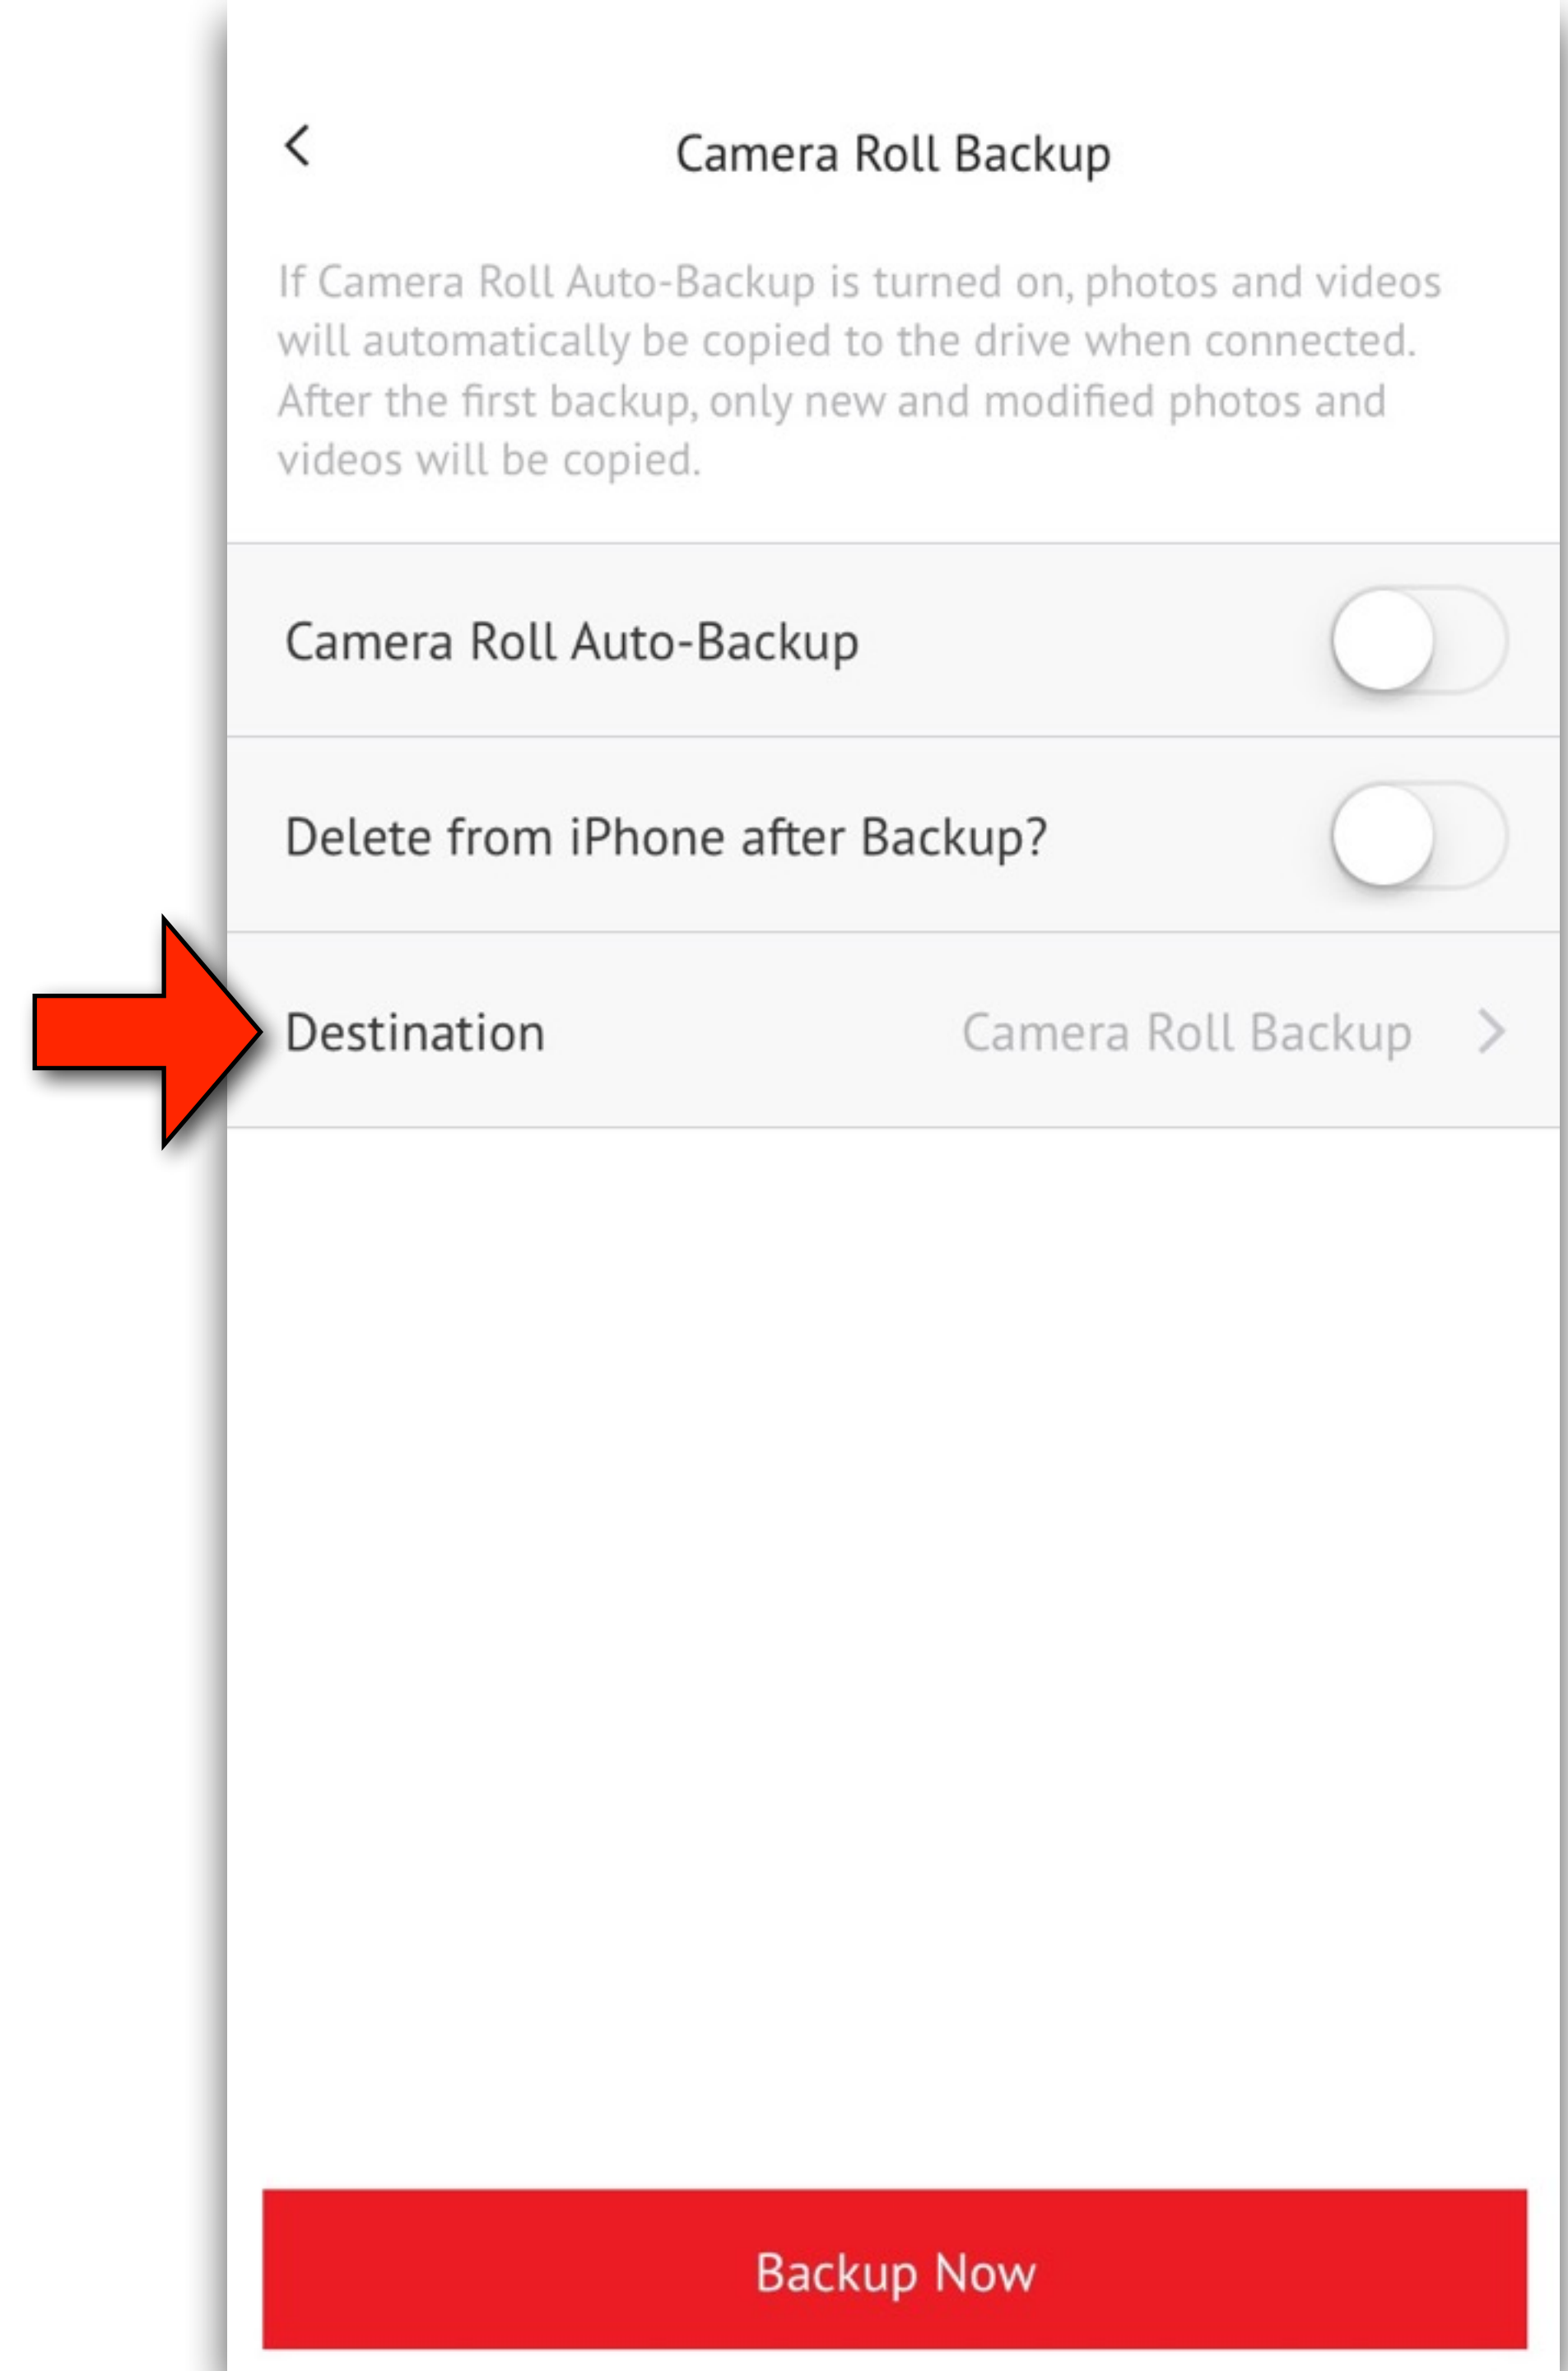 Camera Roll Backup
If Camera Roll Auto-Backup is turned on, photos and videos
will automatically be copied to the drive when connected.
After the first backup, only new and modified photos and
videos will be copied.
Camera Roll Auto-Backup
Delete from iPhone after Backup?
Destination Camera Roll Backup
Backup Now